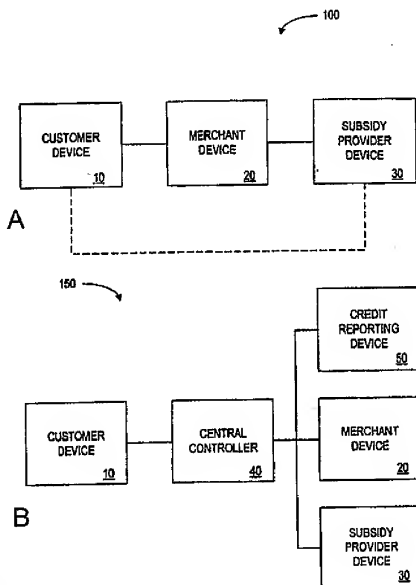 100
CUSTOMER
DEVICE
10
MERCHANT
DEVICE
20
SUBSIDY
PROVIDER
DEVICE
30
A
150
CREDIT
REPORTING
DEVICE
50
CUSTOMER
DEVICE
10
CENTRAL
CONTROLLER
40
MERCHANT
DEVICE
20
B
SUBSIDY
PROVIDER
DEVICE
30